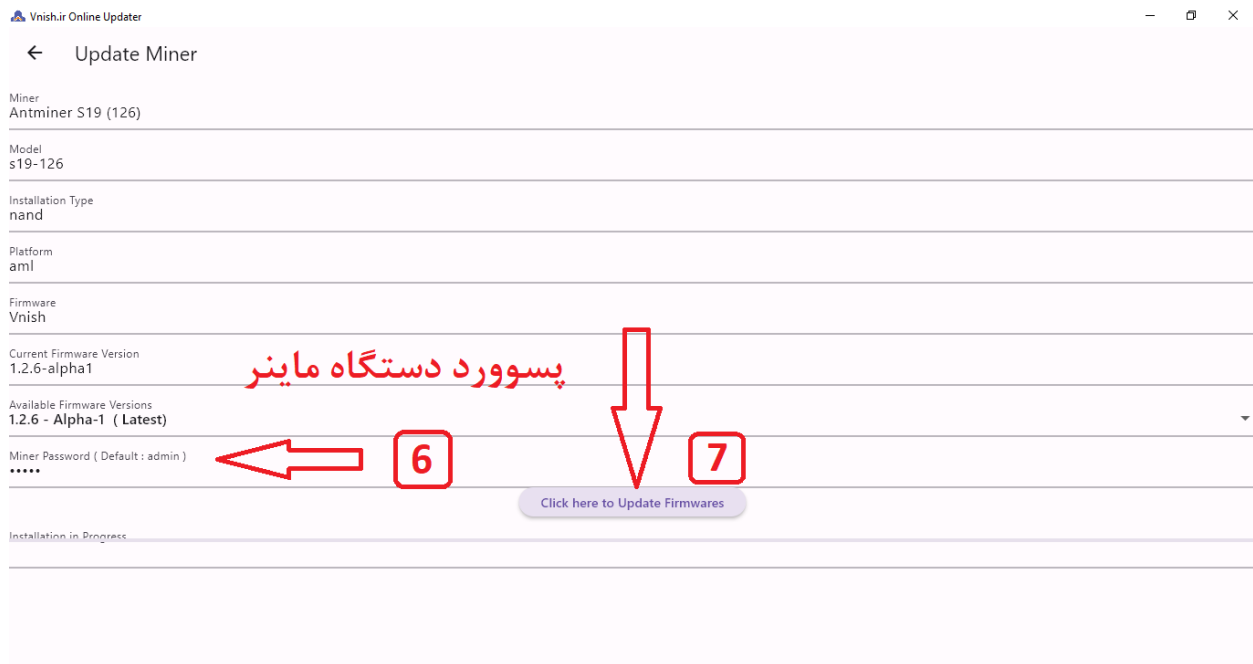 Vnish.ir Online Updater
Update Miner
Miner
Antminer S19 (126)
Model
s19-126
Installation Type
nand
Platform
aml
Firmware
Vnish
Current Firmware Version
1.2.6-alpha1
پسوورد دستگاه ماینر
Available Firmware Versions
1.2.6 - Alpha-1 ( Latest)
Miner Password ( Default : admin )
•••••
6
7
Click here to Update Firmwares
Installation in Progress